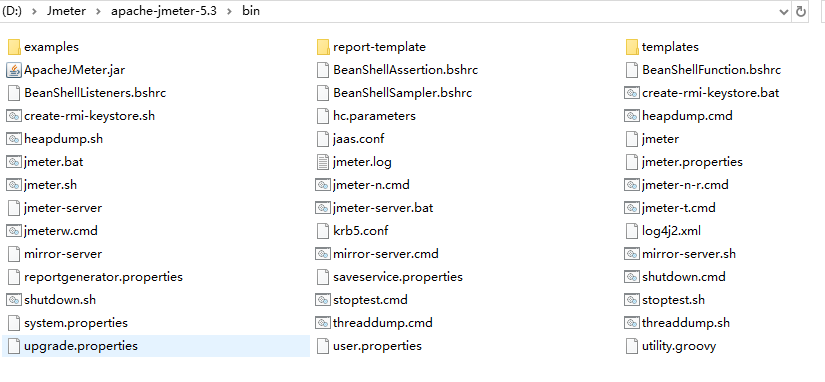 (D:) > Jmeter > apache-jmeter-5.3 > bin
examples report-template templates
ApacheJMeter.jar BeanShellAssertion.bshrc BeanShellFunction.bshrc
BeanShellListeners.bshrc BeanShellSampler.bshrc create-rmi-keystore.bat
create-rmi-keystore.sh hc.parameters heapdump.cmd
heapdump.sh jaas.conf jmeter
jmeter.bat jmeter.log jmeter.properties
jmeter.sh jmeter-n.cmd jmeter-n-r.cmd
jmeter-server jmeter-server.bat jmeter-t.cmd
jmeterw.cmd krb5.conf log4j2.xml
mirror-server mirror-server.cmd mirror-server.sh
reportgenerator.properties saveservice.properties shutdown.cmd
shutdown.sh stoptest.cmd stoptest.sh
system.properties threaddump.cmd threaddump.sh
upgrade.properties user.properties utility.groovy